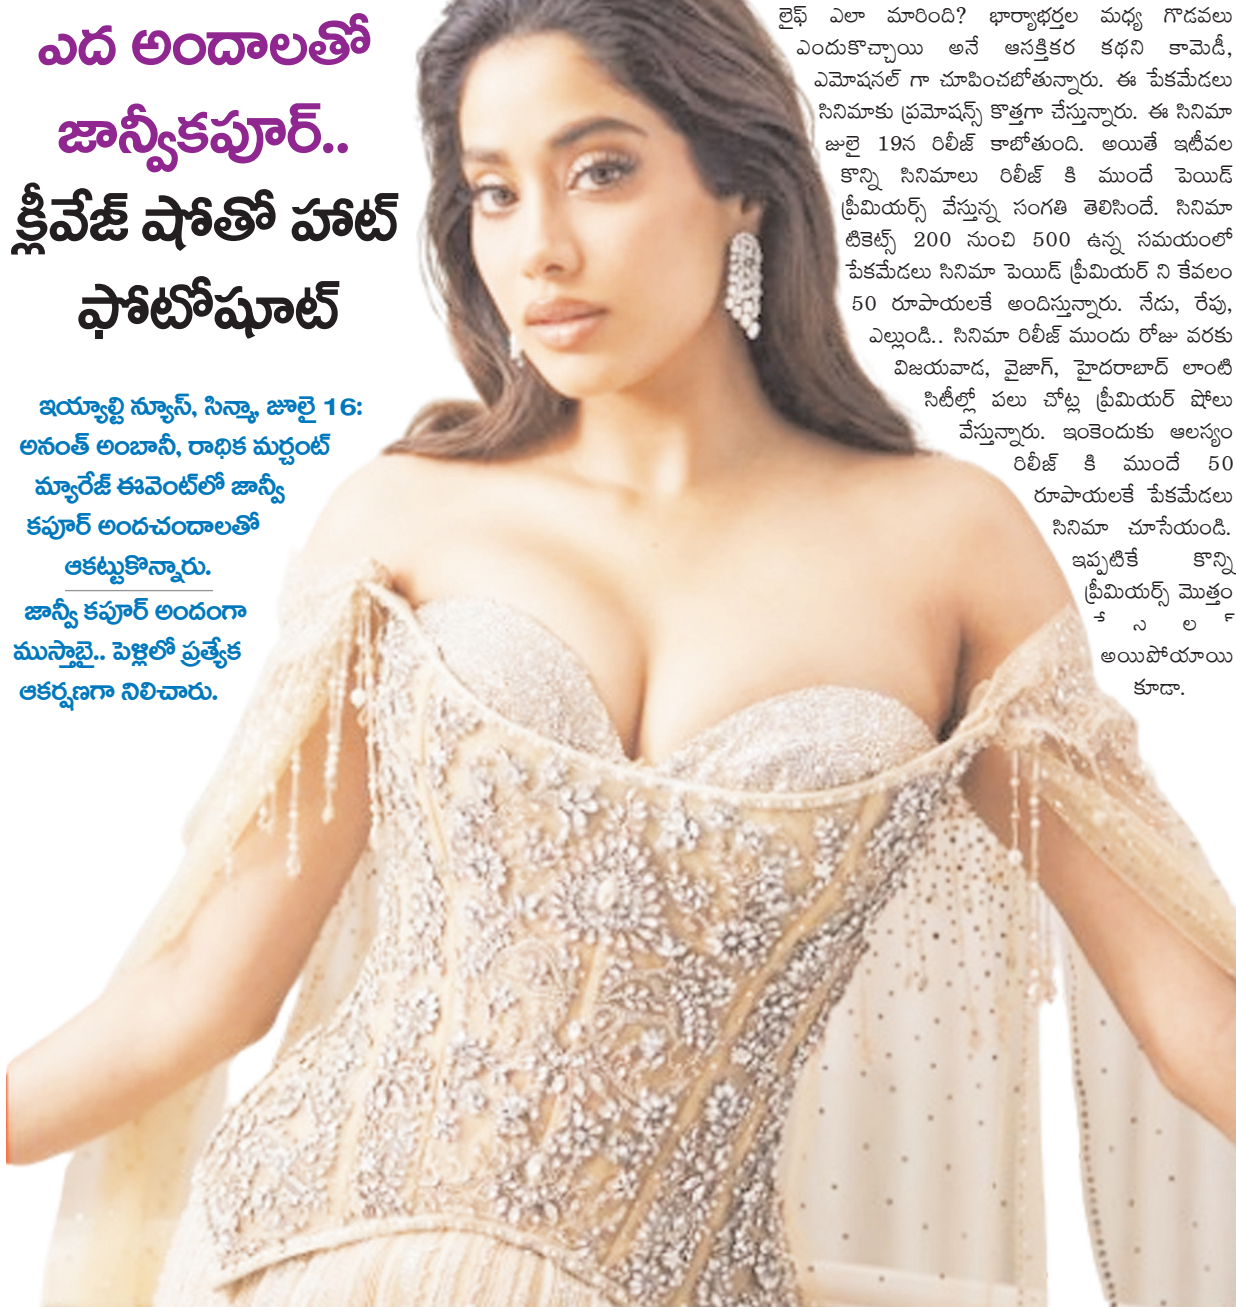 ఎద అందాలతో
జాన్వీకపూర్..
క్లీవేజ్ షోతో హాట్
ఫోటోషూట్
ఇయ్యాల్టి న్యూస్, సిన్మా, జూలై 16:
అనంత్ అంబానీ, రాధిక మర్చంట్
మ్యారేజ్ ఈవెంట్‌లో జాన్వీ
కపూర్ అందచందాలతో
ఆకట్టుకొన్నారు.
జాన్వీ కపూర్ అందంగా
ముస్తాబై.. పెళ్లిలో ప్రత్యేక
ఆకర్షణగా నిలిచారు.
లైఫ్ ఎలా మారింది? భార్యాభర్తల మధ్య గొడవలు
ఎందుకొచ్చాయి అనే ఆసక్తికర కథని కామెడీ,
ఎమోషనల్ గా చూపించబోతున్నారు. ఈ పేకమేడలు
సినిమాకు ప్రమోషన్స్ కొత్తగా చేస్తున్నారు. ఈ సినిమా
జులై 19న రిలీజ్ కాబోతుంది. అయితే ఇటీవల
కొన్ని సినిమాలు రిలీజ్ కి ముందే పెయిడ్
ప్రీమియర్స్ వేస్తున్న సంగతి తెలిసిందే. సినిమా
టికెట్స్ 200 నుంచి 500 ఉన్న సమయంలో
పేకమేడలు సినిమా పెయిడ్ ప్రీమియర్ ని కేవలం
50 రూపాయలకే అందిస్తున్నారు. నేడు, రేపు,
ఎల్లుండి.. సినిమా రిలీజ్ ముందు రోజు వరకు
విజయవాడ, వైజాగ్, హైదరాబాద్ లాంటి
సిటీల్లో పలు చోట్ల ప్రీమియర్ షోలు
వేస్తున్నారు. ఇంకెందుకు ఆలస్యం
రిలీజ్ కి ముందే 50
రూపాయలకే పేకమేడలు
సినిమా చూసేయండి.
ఇప్పటికే కొన్ని
ప్రీమియర్స్ మొత్తం
అయిపోయాయి
కూడా.